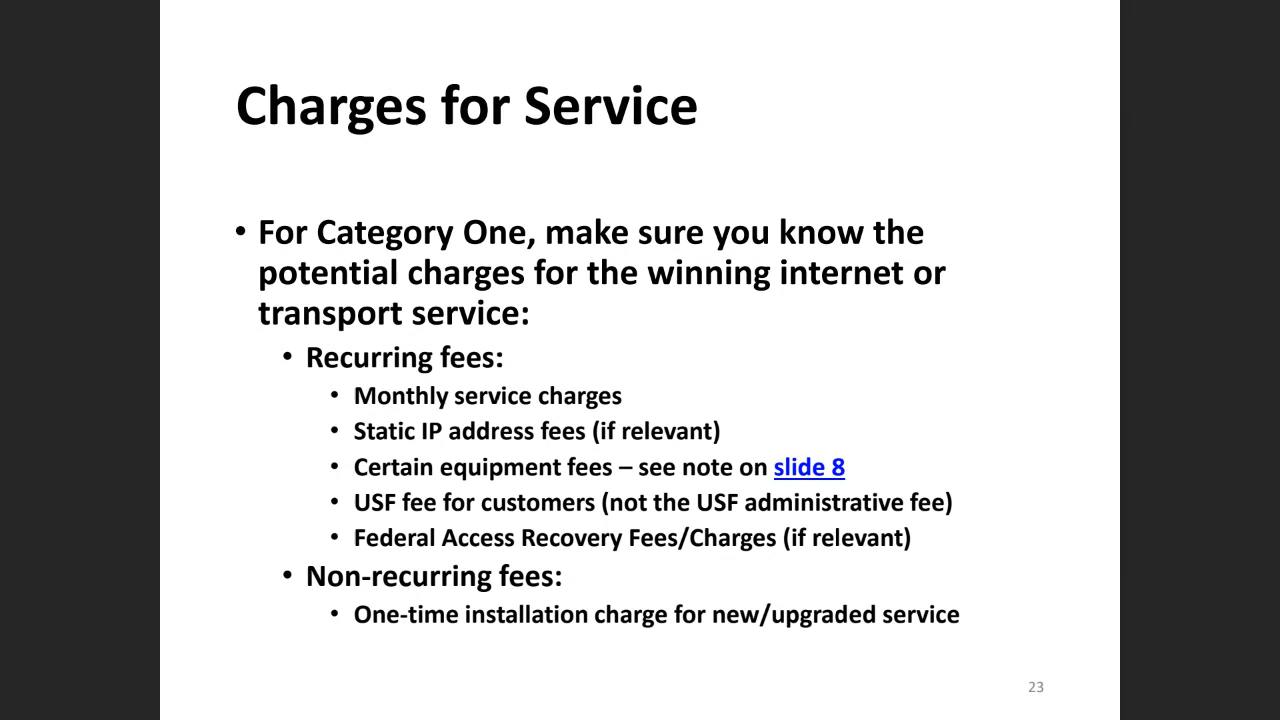 Charges for Service
• For Category One, make sure you know the
potential charges for the winning internet or
transport service:
• Recurring fees:
• Monthly service charges
• Static IP address fees (if relevant)
• Certain equipment fees – see note on slide 8
• USF fee for customers (not the USF administrative fee)
• Federal Access Recovery Fees/Charges (if relevant)
• Non-recurring fees:
• One-time installation charge for new/upgraded service
23